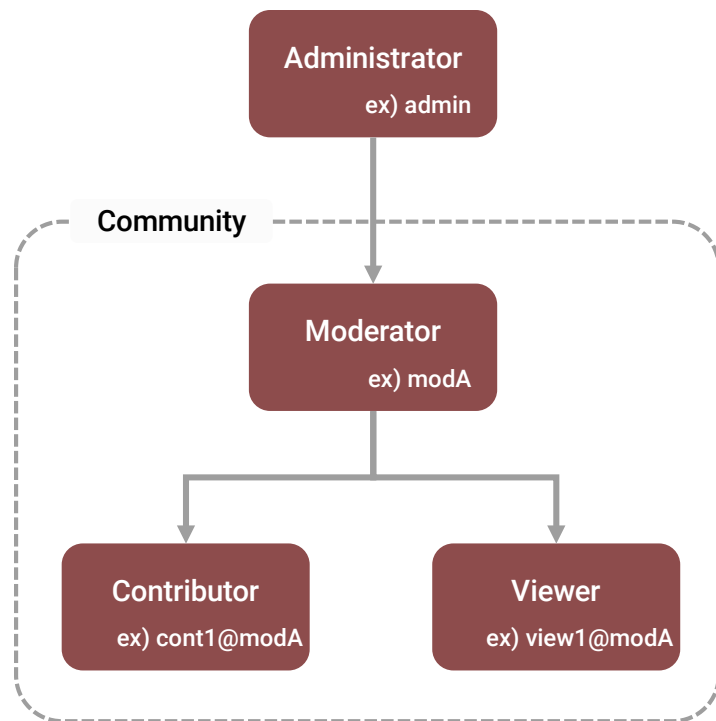 Administrator
ex) admin
Community
Moderator
ex) modA
Contributor
ex) cont1@modA
Viewer
ex) view1@modA